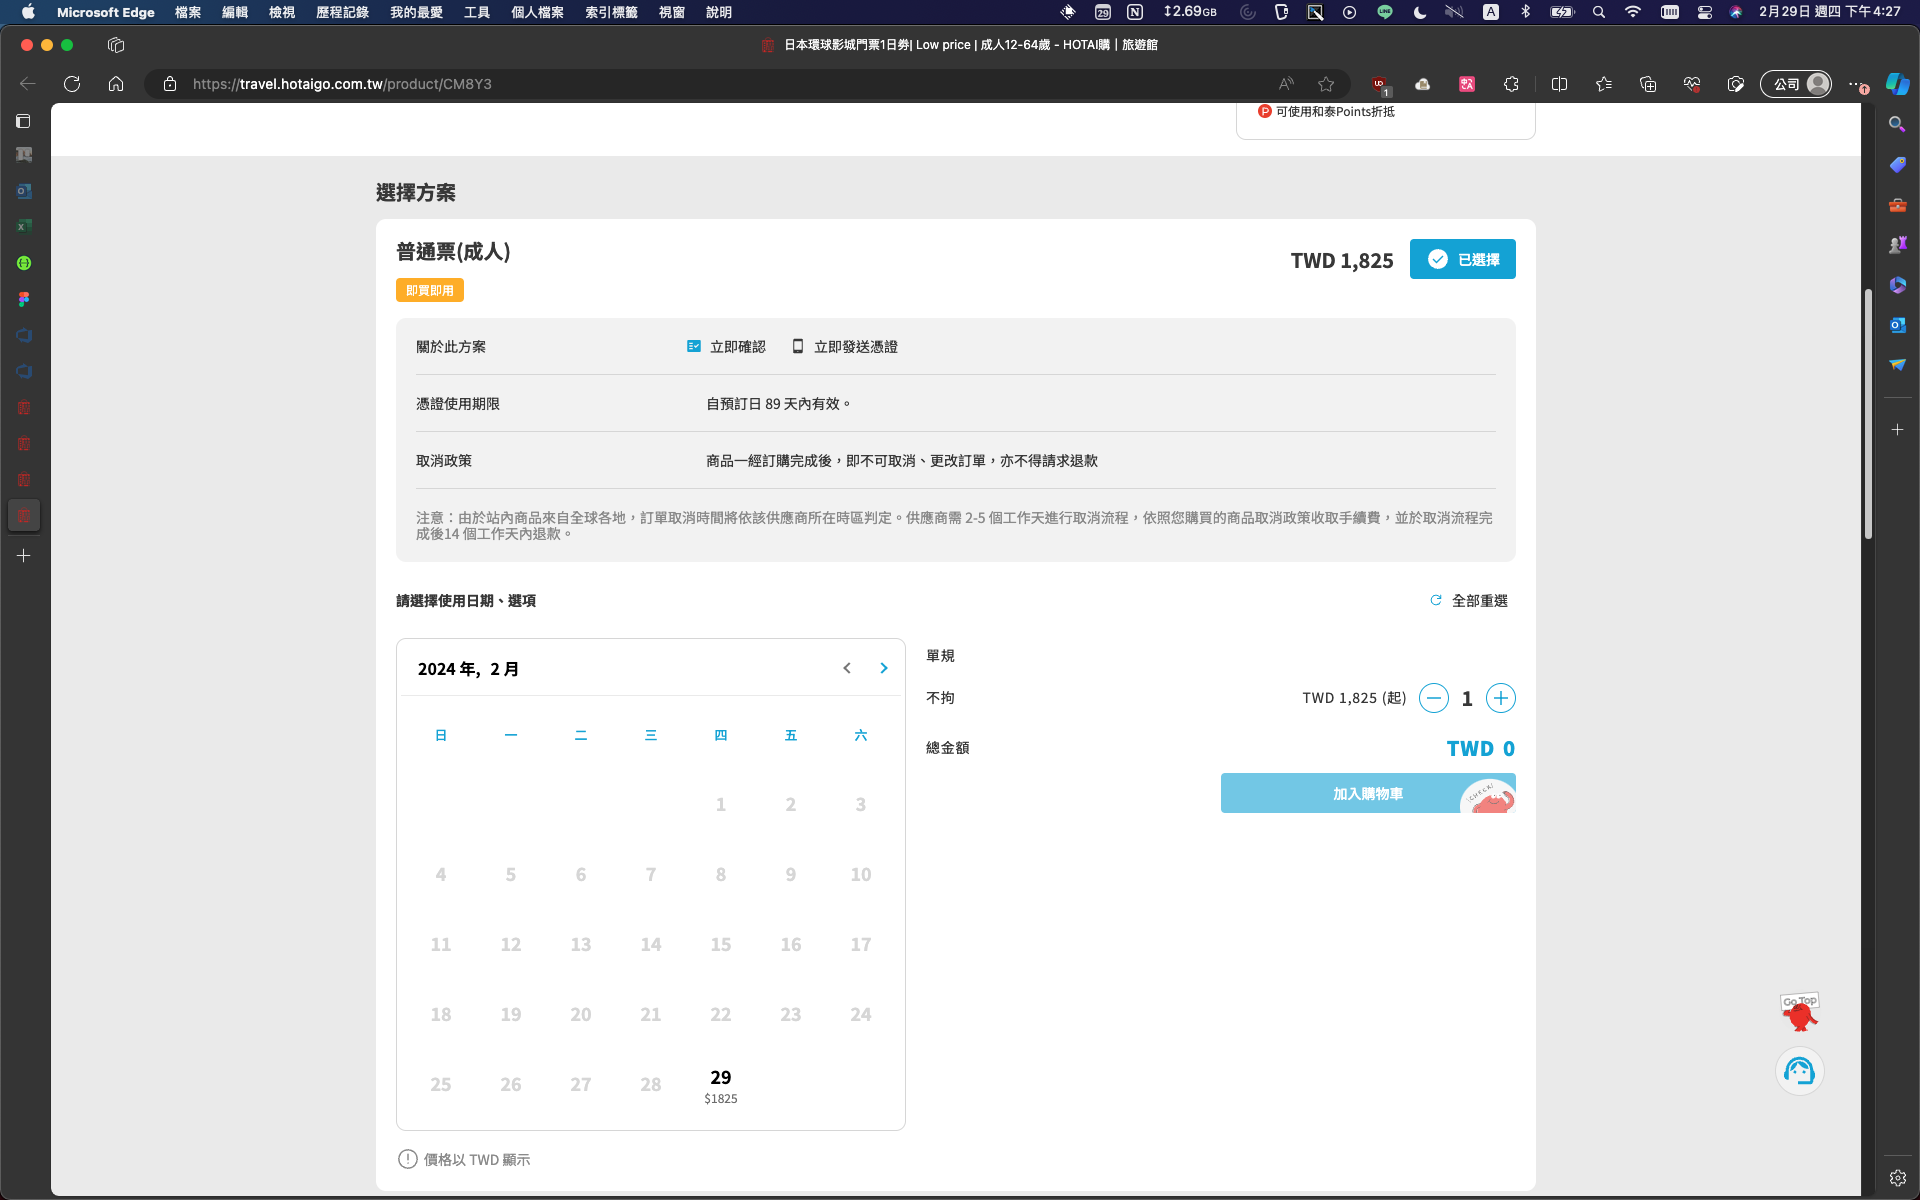 Microsoft Edge 檔案 編輯 檢視 歷程記錄 我的最愛 工具 個人檔案 索引標籤 視窗 說明 29 N 2.69GB A 2月29日 週四 下午4:27
日本環球影城門票1日券| Low price | 成人12-64歲 - HOTAI購｜旅遊館
https://travel.hotaigo.com.tw/product/CM8Y3 1 公司
P 可使用和泰Points折抵
選擇方案
普通票(成人)
TWD 1,825 已選擇
即買即用
關於此方案 立即確認 立即發送憑證
憑證使用期限 自預訂日 89 天內有效。
取消政策 商品一經訂購完成後，即不可取消、更改訂單，亦不得請求退款
注意：由於站內商品來自全球各地，訂單取消時間將依該供應商所在時區判定。供應商需 2-5 個工作天進行取消流程，依照您購買的商品取消政策收取手續費，並於取消流程完
成後14 個工作天內退款。
請選擇使用日期、選項 全部重選
2024 年, 2 月
日 一 二 三 四 五 六
1 2 3
4 5 6 7 8 9 10
11 12 13 14 15 16 17
18 19 20 21 22 23 24
25 26 27 28 29
$1825
單規
不拘 TWD 1,825 (起) 1
總金額 TWD 0
加入購物車 CHECK!
價格以 TWD 顯示
Go Top